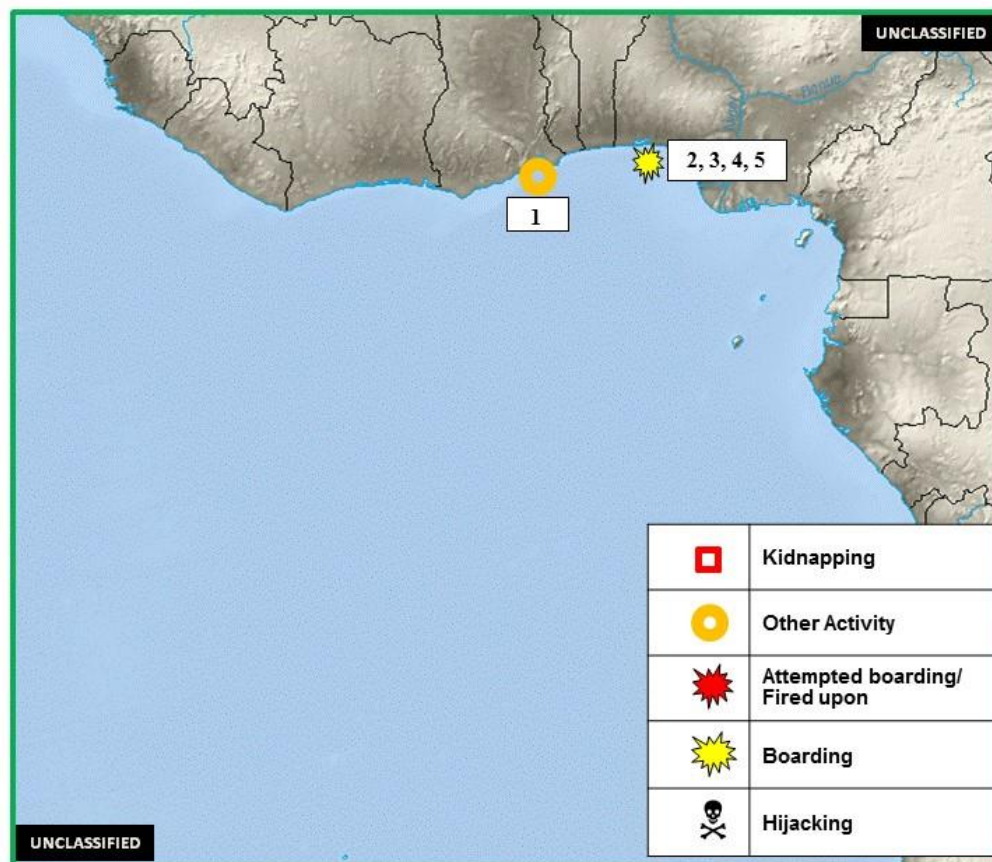 UNCLASSIFIED
2, 3, 4, 5
1
Kidnapping
Other Activity
Attempted boarding/
Fired upon
Boarding
Hijacking
UNCLASSIFIED